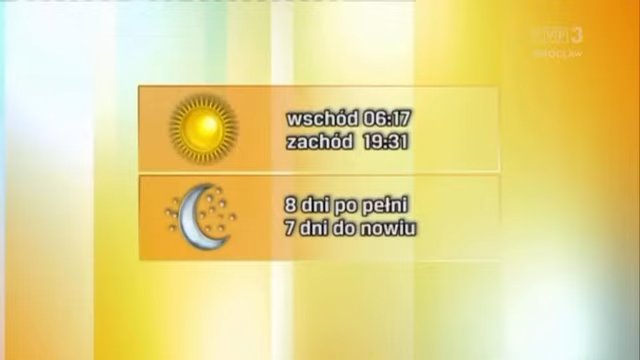 TVP3
WROCŁAW
wschód 06:17
zachód 19:31
8 dni po pełni
7 dni do nowiu